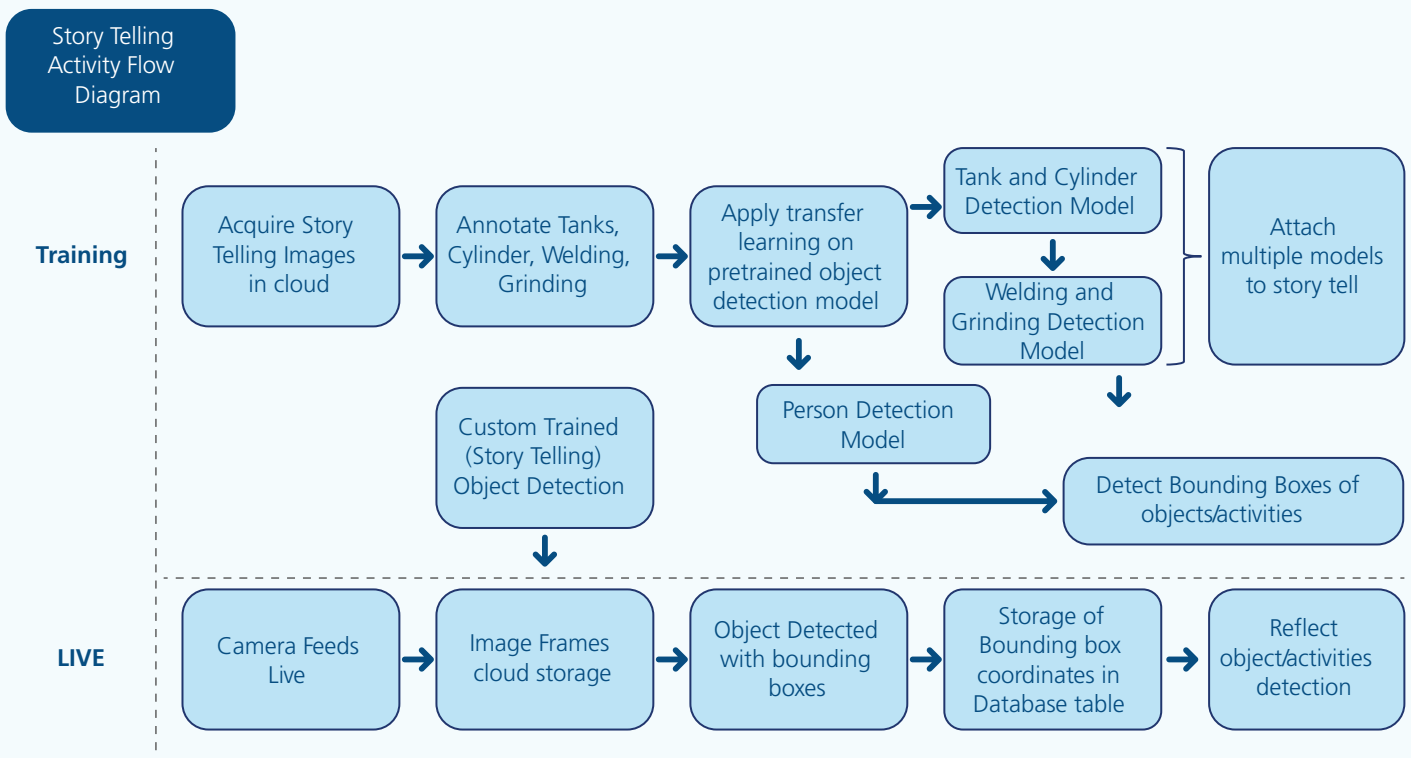 Story Telling
Activity Flow
Diagram
Training
Acquire Story
Telling Images
in cloud
Annotate Tanks,
Cylinder, Welding,
Grinding
Apply transfer
learning on
pretrained object
detection model
Tank and Cylinder
Detection Model
Welding and
Grinding Detection
Model
Attach
multiple models
to story tell
Custom Trained
(Story Telling)
Object Detection
Person Detection
Model
Detect Bounding Boxes of
objects/activities
LIVE
Camera Feeds
Live
Image Frames
cloud storage
Object Detected
with bounding
boxes
Storage of
Bounding box
coordinates in
Database table
Reflect
object/activities
detection